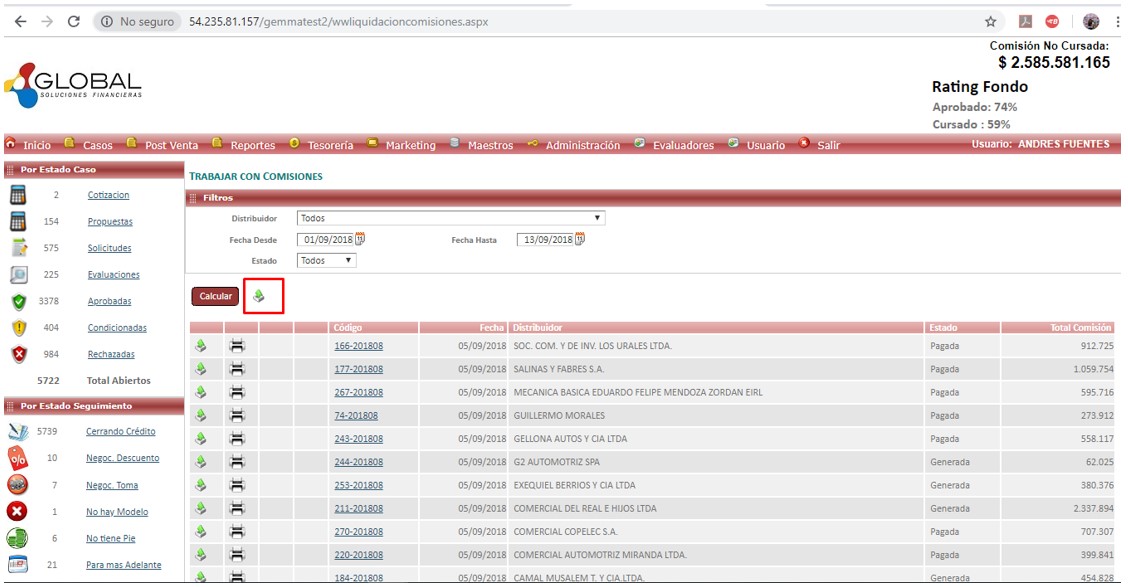 No seguro 54.235.81.157/gemmatest2/wwliquidacioncomisiones.aspx
Comisión No Cursada:
$ 2.585.581.165
GLOBAL
SOLUCIONES FINANCIERAS
Rating Fondo
Aprobado: 74%
Cursado : 59%
Inicio Casos Post Venta Reportes Tesorería Marketing Maestros Administración Evaluadores Usuario Salir Usuario: ANDRES FUENTES
Por Estado Caso
2 Cotizacion
154 Propuestas
575 Solicitudes
225 Evaluaciones
3378 Aprobadas
404 Condicionadas
984 Rechazadas
5722 Total Abiertos
Por Estado Seguimiento
5739 Cerrando Crédito
10 Negoc. Descuento
7 Negoc. Toma
1 No hay Modelo
6 No tiene Pie
21 Para mas Adelante
TRABAJAR CON COMISIONES
Filtros
Distribuidor Todos
Fecha Desde 01/09/2018 Fecha Hasta 13/09/2018
Estado Todos
Calcular
Código Fecha Distribuidor Estado Total Comisión
166-201808 05/09/2018 SOC. COM. Y DE INV. LOS URALES LTDA. Pagada 912.725
177-201808 05/09/2018 SALINAS Y FABRES S.A. Pagada 1.059.754
267-201808 05/09/2018 MECANICA BASICA EDUARDO FELIPE MENDOZA ZORDAN EIRL Pagada 595.716
74-201808 05/09/2018 GUILLERMO MORALES Pagada 273.912
243-201808 05/09/2018 GELLONA AUTOS Y CIA LTDA Pagada 558.117
244-201808 05/09/2018 G2 AUTOMOTRIZ SPA Generada 62.025
253-201808 05/09/2018 EXEQUIEL BERRIOS Y CIA LTDA Generada 380.376
211-201808 05/09/2018 COMERCIAL DEL REAL E HIJOS LTDA Generada 2.337.894
270-201808 05/09/2018 COMERCIAL COPELEC S.A. Pagada 707.307
220-201808 05/09/2018 COMERCIAL AUTOMOTRIZ MIRANDA LTDA. Pagada 399.841
184-201808 05/09/2018 CAMAL MUSALEM T. Y CIA.LTDA. Generada 454.828